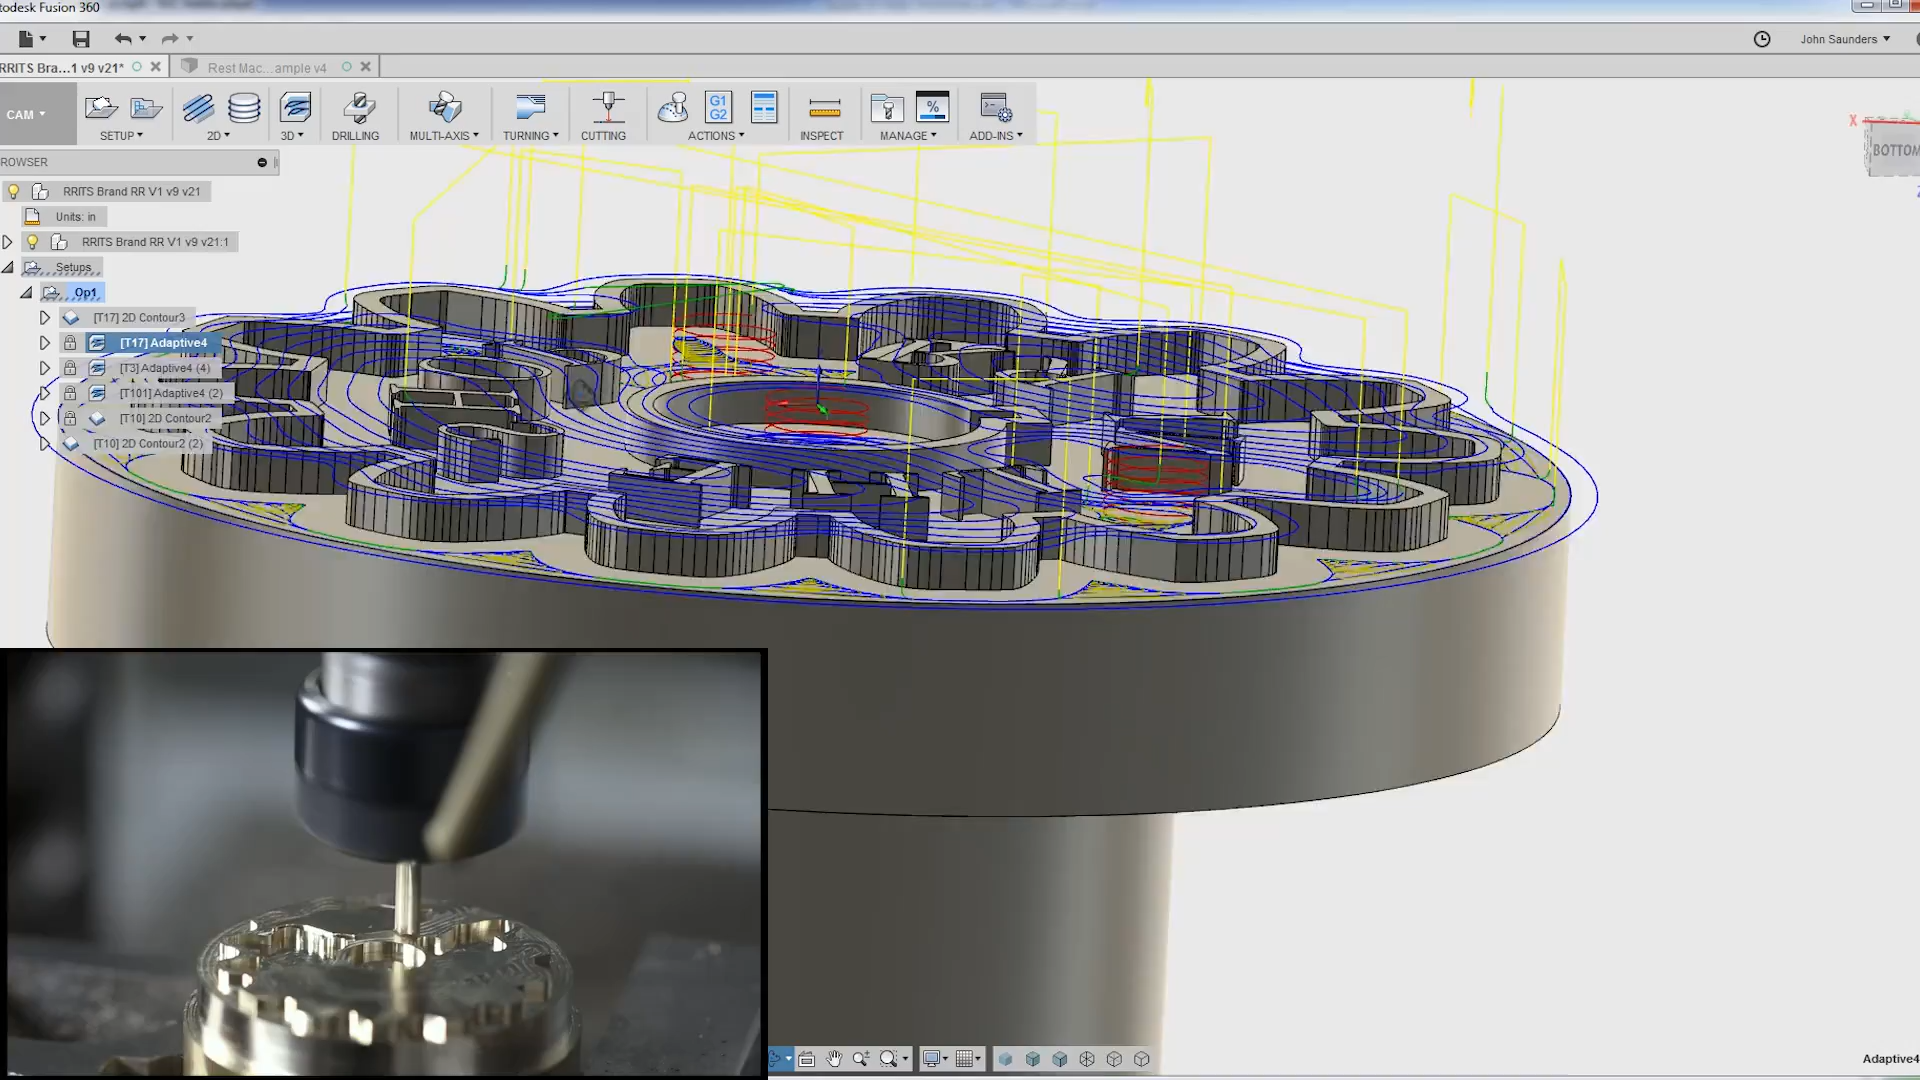 todesk Fusion 360
John Saunders
RRITS Bra...1 v9 v21*
Rest Mac...ample v4
CAM
SETUP
2D
3D
DRILLING
MULTI-AXIS
TURNING
CUTTING
G1
G2
ACTIONS
INSPECT
%
MANAGE
ADD-INS
X
BOTTOM
ROWSER
RRITS Brand RR V1 v9 v21
Units: in
RRITS Brand RR V1 v9 v21:1
Setups
Op1
[T17] 2D Contour3
[T17] Adaptive4
[T3] Adaptive4 (4)
[T101] Adaptive4 (2)
[T10] 2D Contour2
[T10] 2D Contour2 (2)
Adaptive4